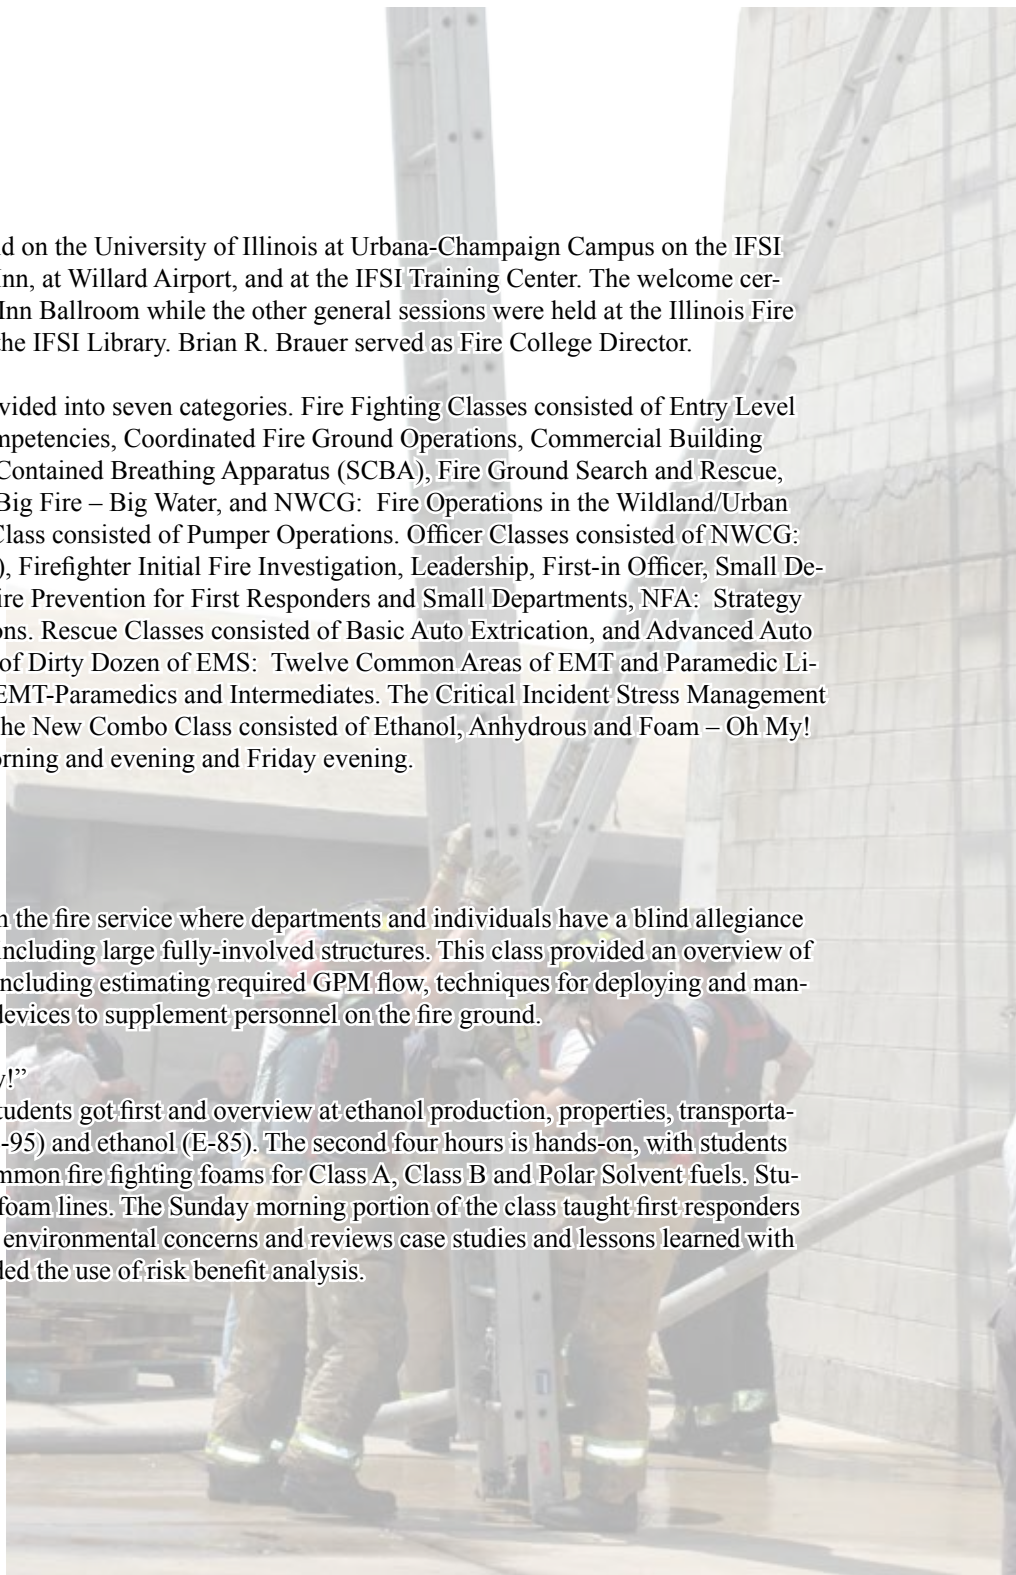 d on the University of Illinois at Urbana-Champaign Campus on the IFSI
nn, at Willard Airport, and at the IFSI Training Center. The welcome cer-
Inn Ballroom while the other general sessions were held at the Illinois Fire
the IFSI Library. Brian R. Brauer served as Fire College Director.
vided into seven categories. Fire Fighting Classes consisted of Entry Level
mpetencies, Coordinated Fire Ground Operations, Commercial Building
Contained Breathing Apparatus (SCBA), Fire Ground Search and Rescue,
Big Fire – Big Water, and NWCG: Fire Operations in the Wildland/Urban
Class consisted of Pumper Operations. Officer Classes consisted of NWCG:
), Firefighter Initial Fire Investigation, Leadership, First-in Officer, Small De-
ire Prevention for First Responders and Small Departments, NFA: Strategy
ons. Rescue Classes consisted of Basic Auto Extrication, and Advanced Auto
of Dirty Dozen of EMS: Twelve Common Areas of EMT and Paramedic Li-
EMT-Paramedics and Intermediates. The Critical Incident Stress Management
he New Combo Class consisted of Ethanol, Anhydrous and Foam – Oh My!
orning and evening and Friday evening.
n the fire service where departments and individuals have a blind allegiance
including large fully-involved structures. This class provided an overview of
including estimating required GPM flow, techniques for deploying and man-
devices to supplement personnel on the fire ground.
y!”
tudents got first and overview at ethanol production, properties, transporta-
-95) and ethanol (E-85). The second four hours is hands-on, with students
mmon fire fighting foams for Class A, Class B and Polar Solvent fuels. Stu-
foam lines. The Sunday morning portion of the class taught first responders
environmental concerns and reviews case studies and lessons learned with
ded the use of risk benefit analysis.